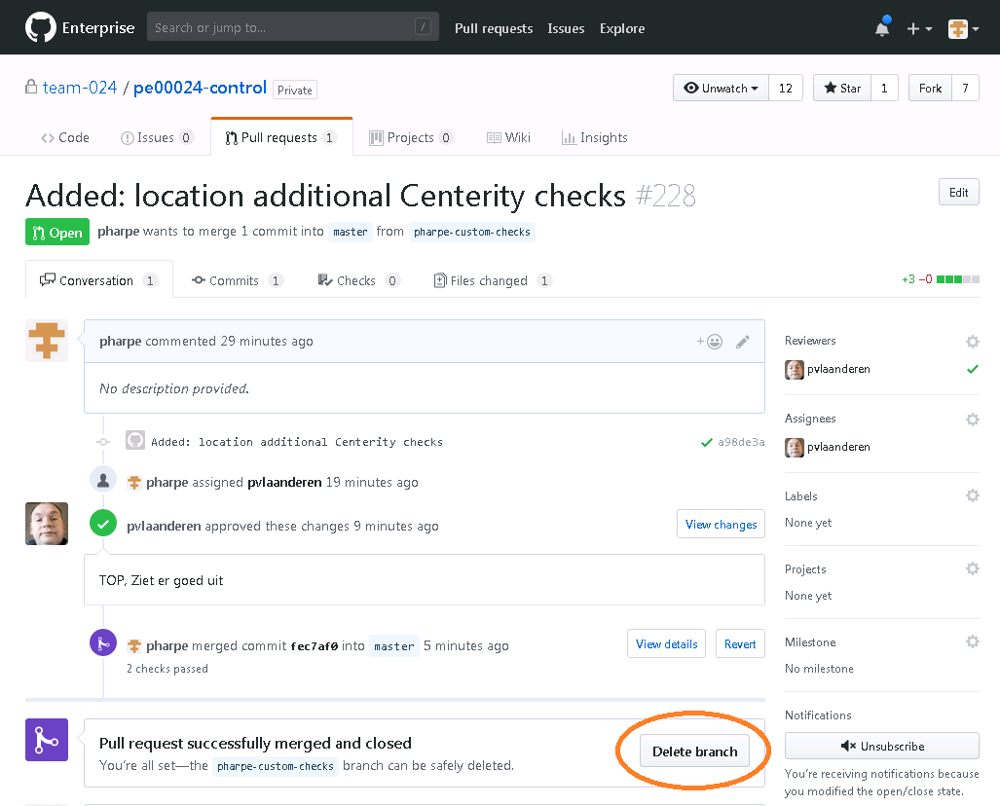 Enterprise Search or jump to... / Pull requests Issues Explore
team-024 / pe00024-control Private Unwatch 12 Star 1 Fork 7
Code Issues 0 Pull requests 1 Projects 0 Wiki Insights
Added: location additional Centerity checks #228 Edit
Open pharpe wants to merge 1 commit into master from pharpe-custom-checks
Conversation 1 Commits 1 Checks 0 Files changed 1 +3 −0
pharpe commented 29 minutes ago
No description provided.
Added: location additional Centerity checks a98de3a
pharpe assigned pvlaanderen 19 minutes ago
pvlaanderen approved these changes 9 minutes ago View changes
TOP, Ziet er goed uit
pharpe merged commit fec7af0 into master 5 minutes ago View details Revert
2 checks passed
Pull request successfully merged and closed
You're all set—the pharpe-custom-checks branch can be safely deleted.
Delete branch
Reviewers
pvlaanderen
Assignees
pvlaanderen
Labels
None yet
Projects
None yet
Milestone
No milestone
Notifications
Unsubscribe
You're receiving notifications because
you modified the open/close state.